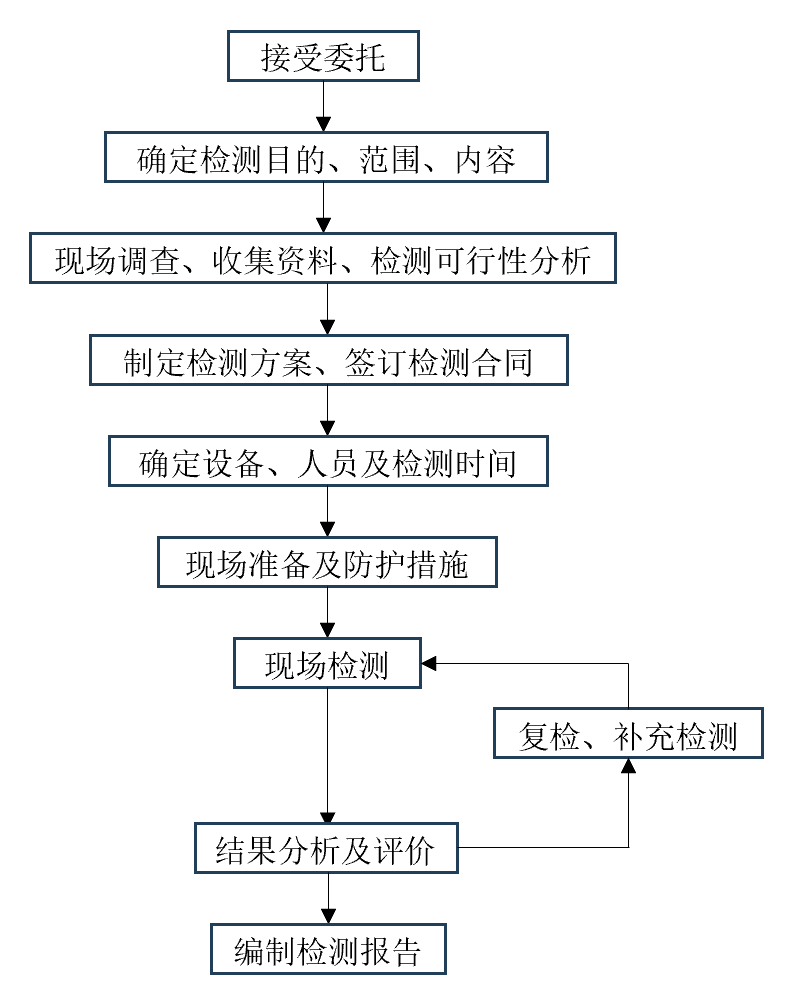 接受委托
确定检测目的、范围、内容
现场调查、收集资料、检测可行性分析
制定检测方案、签订检测合同
确定设备、人员及检测时间
现场准备及防护措施
现场检测
复检、补充检测
结果分析及评价
编制检测报告